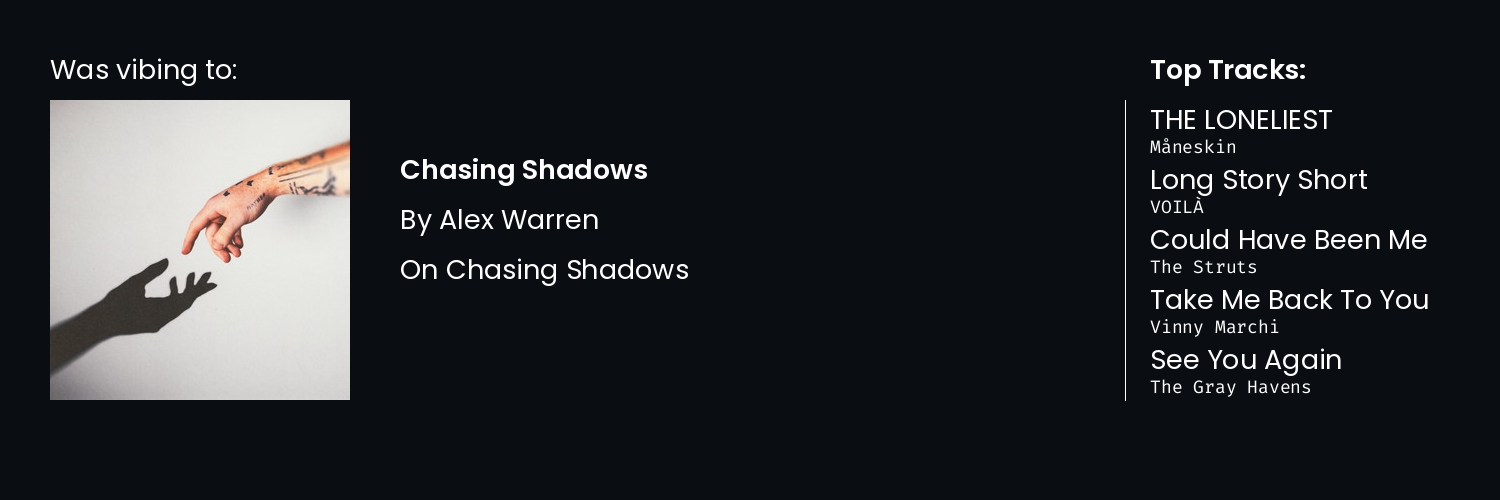 Was vibing to:
Chasing Shadows
By Alex Warren
On Chasing Shadows
Top Tracks:
THE LONELIEST
Måneskin
Long Story Short
VOILÀ
Could Have Been Me
The Struts
Take Me Back To You
Vinny Marchi
See You Again
The Gray Havens